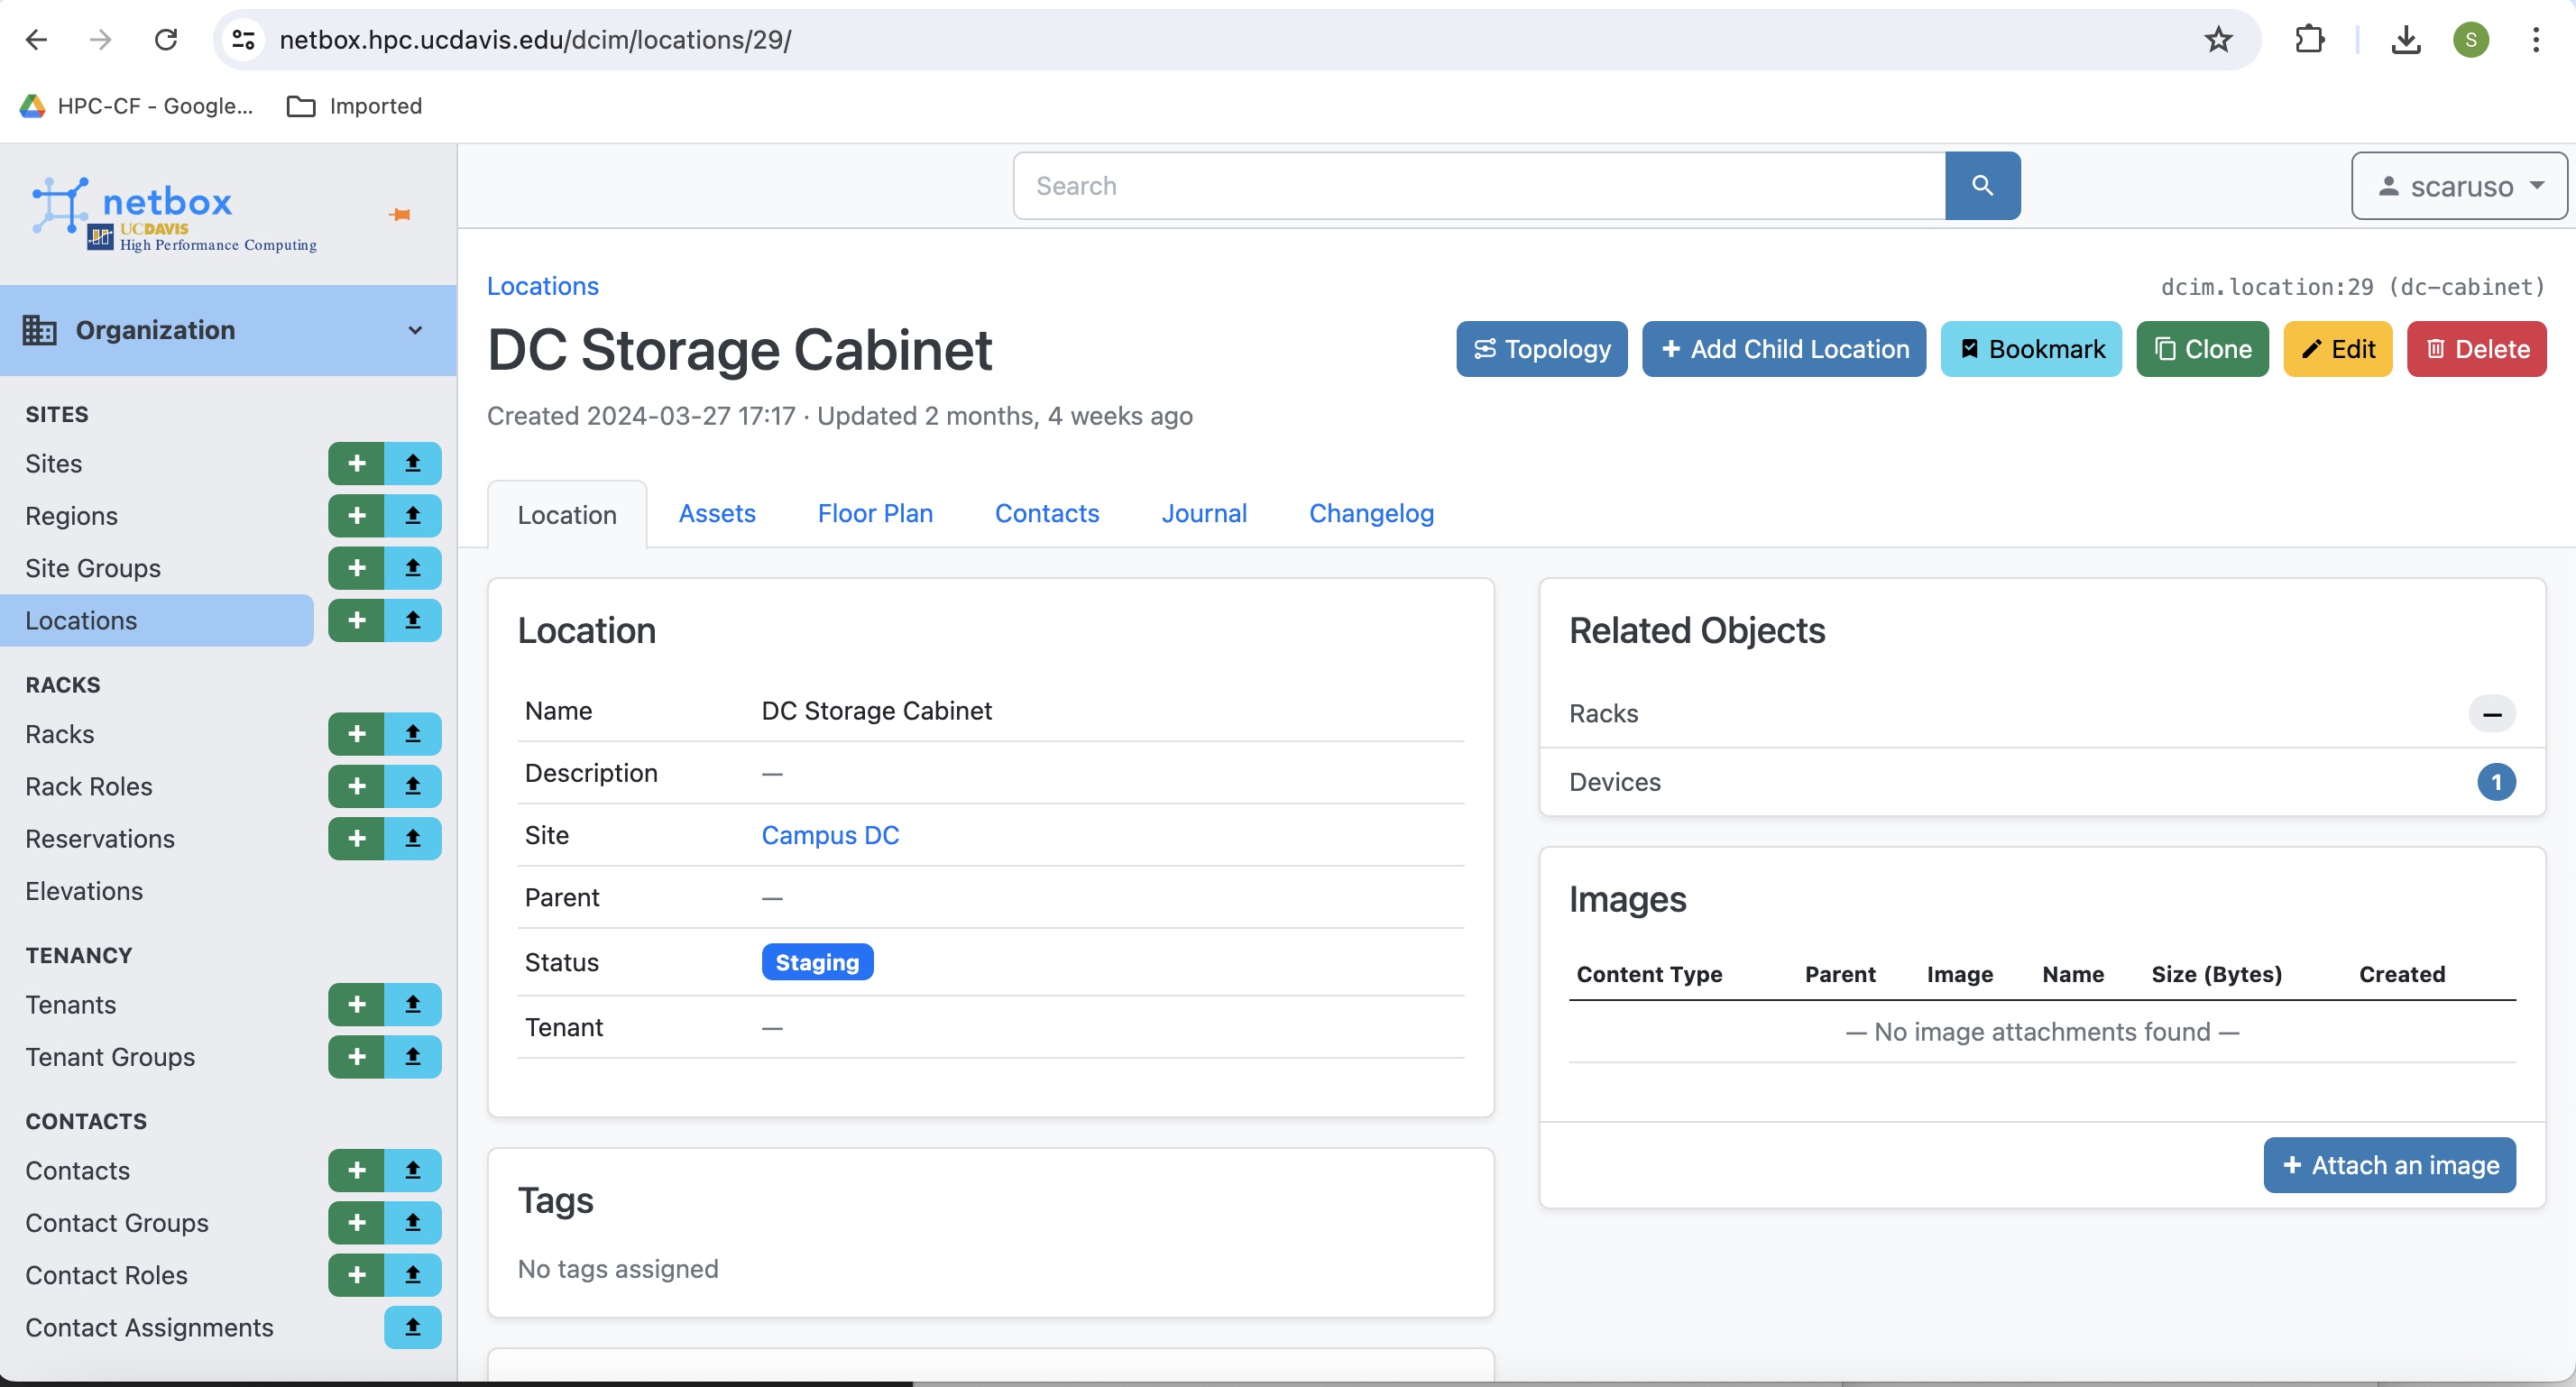 netbox.hpc.ucdavis.edu/dcim/locations/29/
S
HPC-CF - Google...
Imported
netbox
UCDAVIS
High Performance Computing
Search
scaruso
Organization
SITES
Sites
Regions
Site Groups
Locations
RACKS
Racks
Rack Roles
Reservations
Elevations
TENANCY
Tenants
Tenant Groups
CONTACTS
Contacts
Contact Groups
Contact Roles
Contact Assignments
Locations
dcim.location:29 (dc-cabinet)
DC Storage Cabinet
Topology
+ Add Child Location
Bookmark
Clone
Edit
Delete
Created 2024-03-27 17:17 · Updated 2 months, 4 weeks ago
Location
Assets
Floor Plan
Contacts
Journal
Changelog
Location
Name DC Storage Cabinet
Description —
Site Campus DC
Parent —
Status Staging
Tenant —
Tags
No tags assigned
Related Objects
Racks —
Devices 1
Images
Content Type Parent Image Name Size (Bytes) Created
— No image attachments found —
+ Attach an image